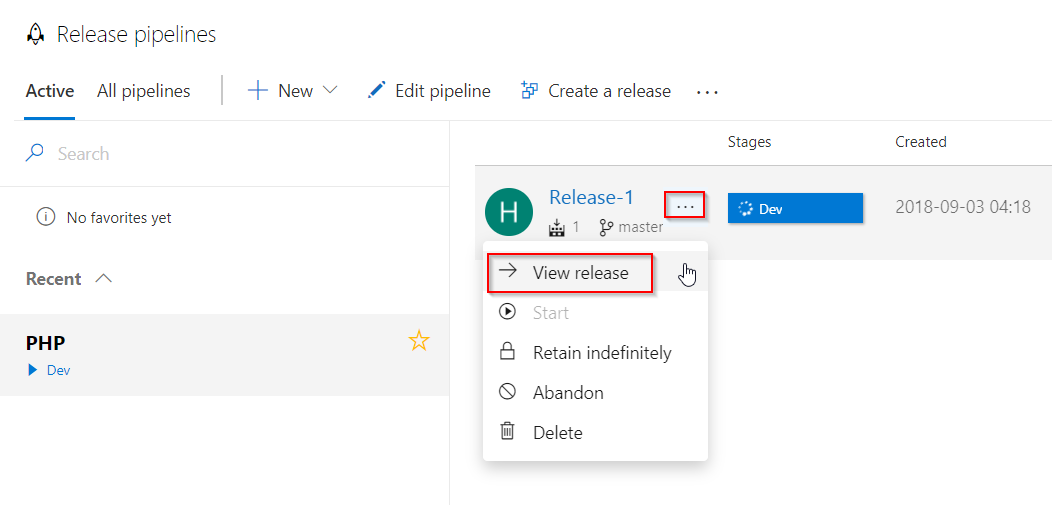 Release pipelines
Active All pipelines New Edit pipeline Create a release ...
Search
No favorites yet
Recent
PHP
Dev
Stages Created
H Release-1 ... Dev 2018-09-03 04:18
1 master
View release
Start
Retain indefinitely
Abandon
Delete